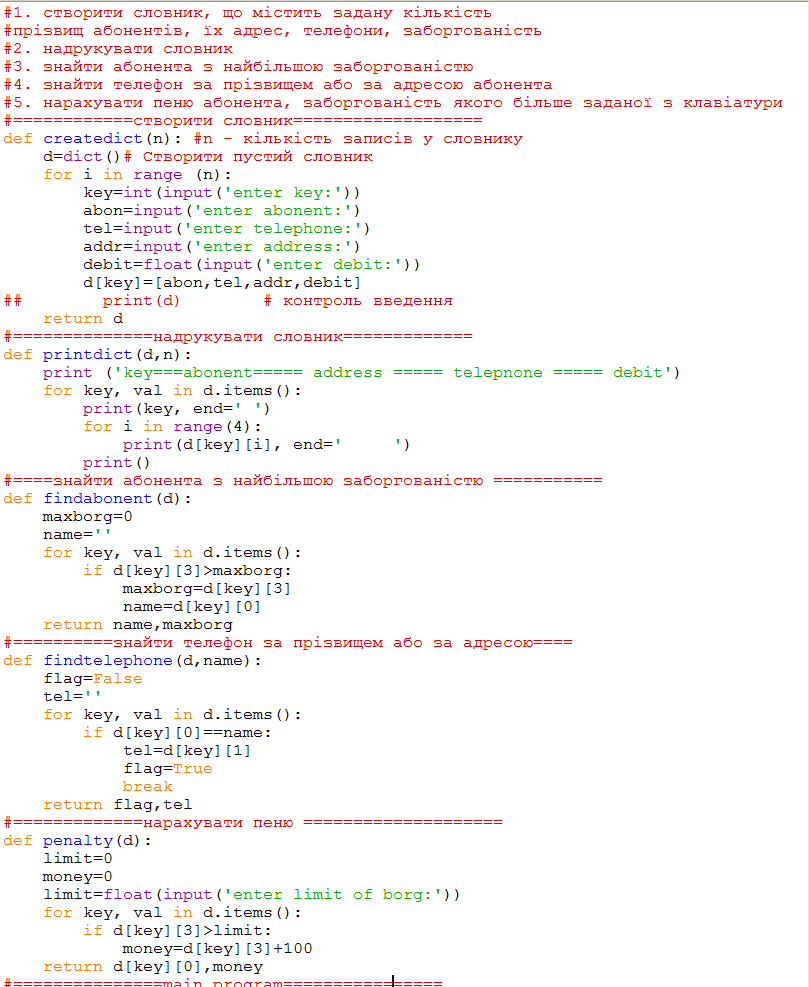 #1. створити словник, що містить задану кількість
#прізвищ абонентів, їх адрес, телефони, заборгованість
#2. надрукувати словник
#3. знайти абонента з найбільшою заборгованістю
#4. знайти телефон за прізвищем або за адресою абонента
#5. нарахувати пеню абонента, заборгованість якого більше заданої з клавіатури
#============створити словник===================
def createdict(n): #n - кількість записів у словнику
    d=dict()# Створити пустий словник
    for i in range (n):
        key=int(input('enter key:'))
        abon=input('enter abonent:')
        tel=input('enter telephone:')
        addr=input('enter address:')
        debit=float(input('enter debit:'))
        d[key]=[abon,tel,addr,debit]
##        print(d)        # контроль введення
    return d
#==============надрукувати словник=============
def printdict(d,n):
    print ('key===abonent===== address ===== telepnone ===== debit')
    for key, val in d.items():
        print(key, end=' ')
        for i in range(4):
            print(d[key][i], end='     ')
        print()
#====знайти абонента з найбільшою заборгованістю ===========
def findabonent(d):
    maxborg=0
    name=''
    for key, val in d.items():
        if d[key][3]>maxborg:
            maxborg=d[key][3]
            name=d[key][0]
    return name,maxborg
#==========знайти телефон за прізвищем або за адресою====
def findtelephone(d,name):
    flag=False
    tel=''
    for key, val in d.items():
        if d[key][0]==name:
            tel=d[key][1]
            flag=True
            break
    return flag,tel
#=============нарахувати пеню ====================
def penalty(d):
    limit=0
    money=0
    limit=float(input('enter limit of borg:'))
    for key, val in d.items():
        if d[key][3]>limit:
            money=d[key][3]+100
    return d[key][0],money
#===============main program================